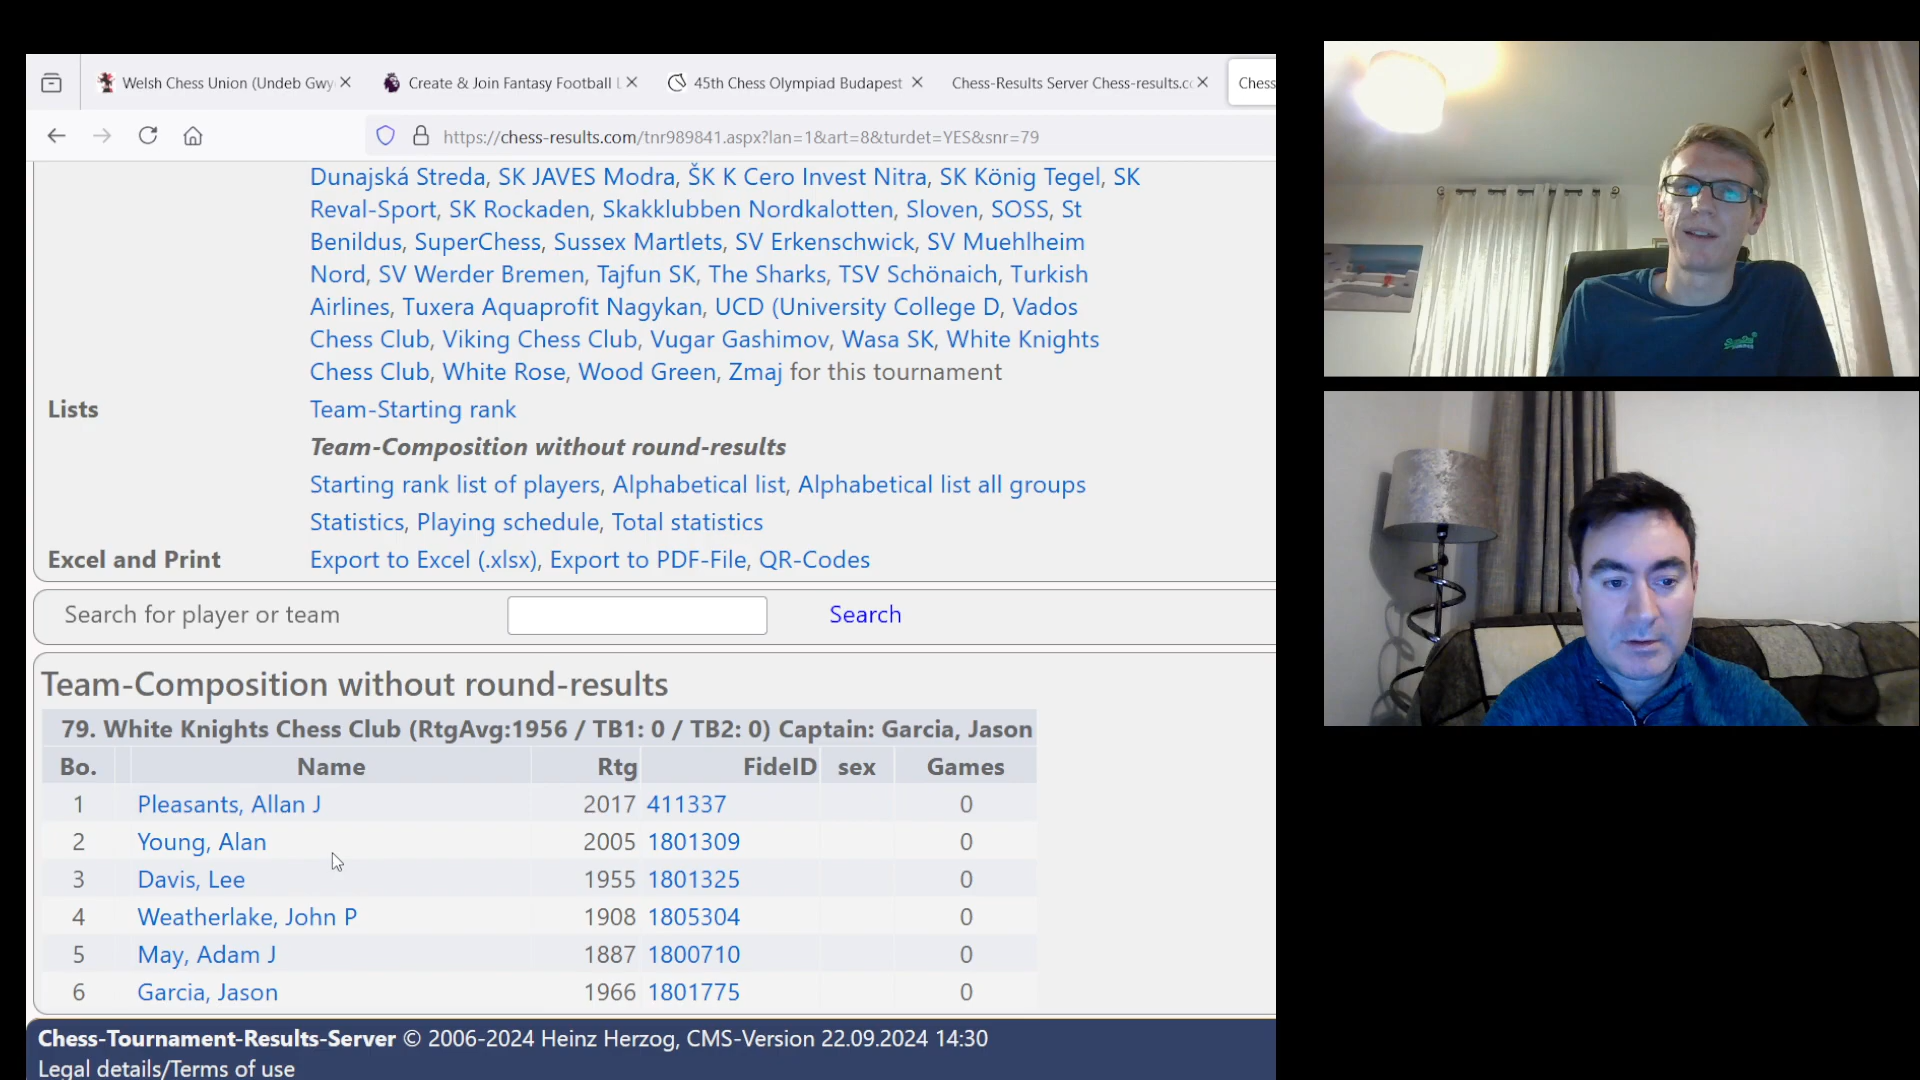 Welsh Chess Union (Undeb Gwy
Create & Join Fantasy Football L
45th Chess Olympiad Budapest
Chess-Results Server Chess-results.co
Chess
https://chess-results.com/tnr989841.aspx?lan=1&art=8&turdet=YES&snr=79
Dunajská Streda, SK JAVES Modra, ŠK K Cero Invest Nitra, SK König Tegel, SK
Reval-Sport, SK Rockaden, Skakklubben Nordkalotten, Sloven, SOSS, St
Benildus, SuperChess, Sussex Martlets, SV Erkenschwick, SV Muehlheim
Nord, SV Werder Bremen, Tajfun SK, The Sharks, TSV Schönaich, Turkish
Airlines, Tuxera Aquaprofit Nagykan, UCD (University College D, Vados
Chess Club, Viking Chess Club, Vugar Gashimov, Wasa SK, White Knights
Chess Club, White Rose, Wood Green, Zmaj for this tournament
Lists Team-Starting rank
Team-Composition without round-results
Starting rank list of players, Alphabetical list, Alphabetical list all groups
Statistics, Playing schedule, Total statistics
Excel and Print Export to Excel (.xlsx), Export to PDF-File, QR-Codes
Search for player or team Search
Team-Composition without round-results
79. White Knights Chess Club (RtgAvg:1956 / TB1: 0 / TB2: 0) Captain: Garcia, Jason
Bo. Name Rtg FideID sex Games
1 Pleasants, Allan J 2017 411337 0
2 Young, Alan 2005 1801309 0
3 Davis, Lee 1955 1801325 0
4 Weatherlake, John P 1908 1805304 0
5 May, Adam J 1887 1800710 0
6 Garcia, Jason 1966 1801775 0
Chess-Tournament-Results-Server © 2006-2024 Heinz Herzog, CMS-Version 22.09.2024 14:30
Legal details/Terms of use